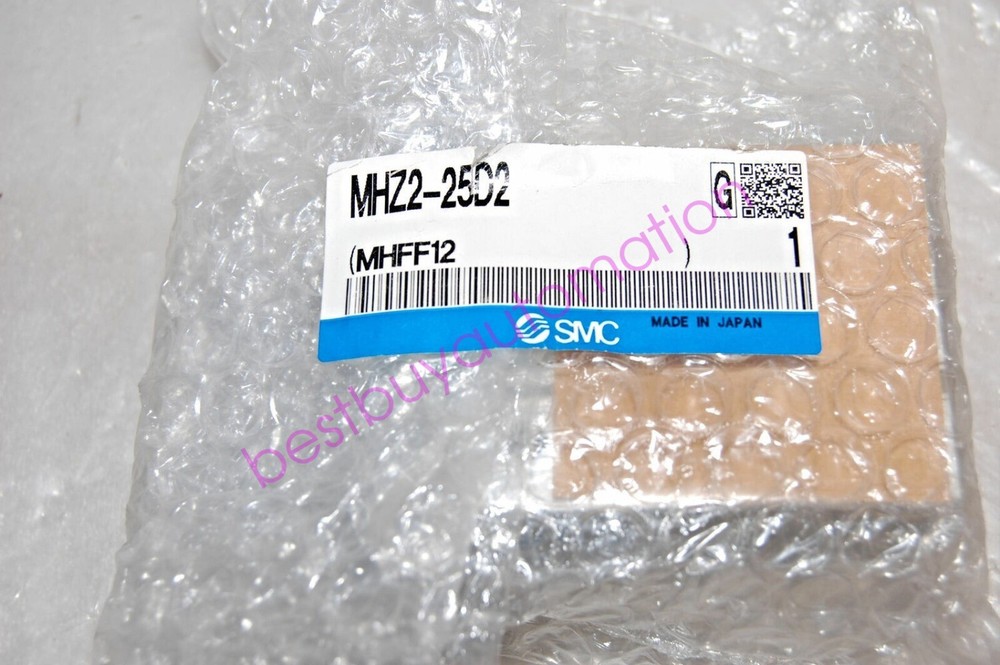 MHZ2-25D2
G
(MHFF12 )
1
SMC
MADE IN JAPAN
bestbuyautomation